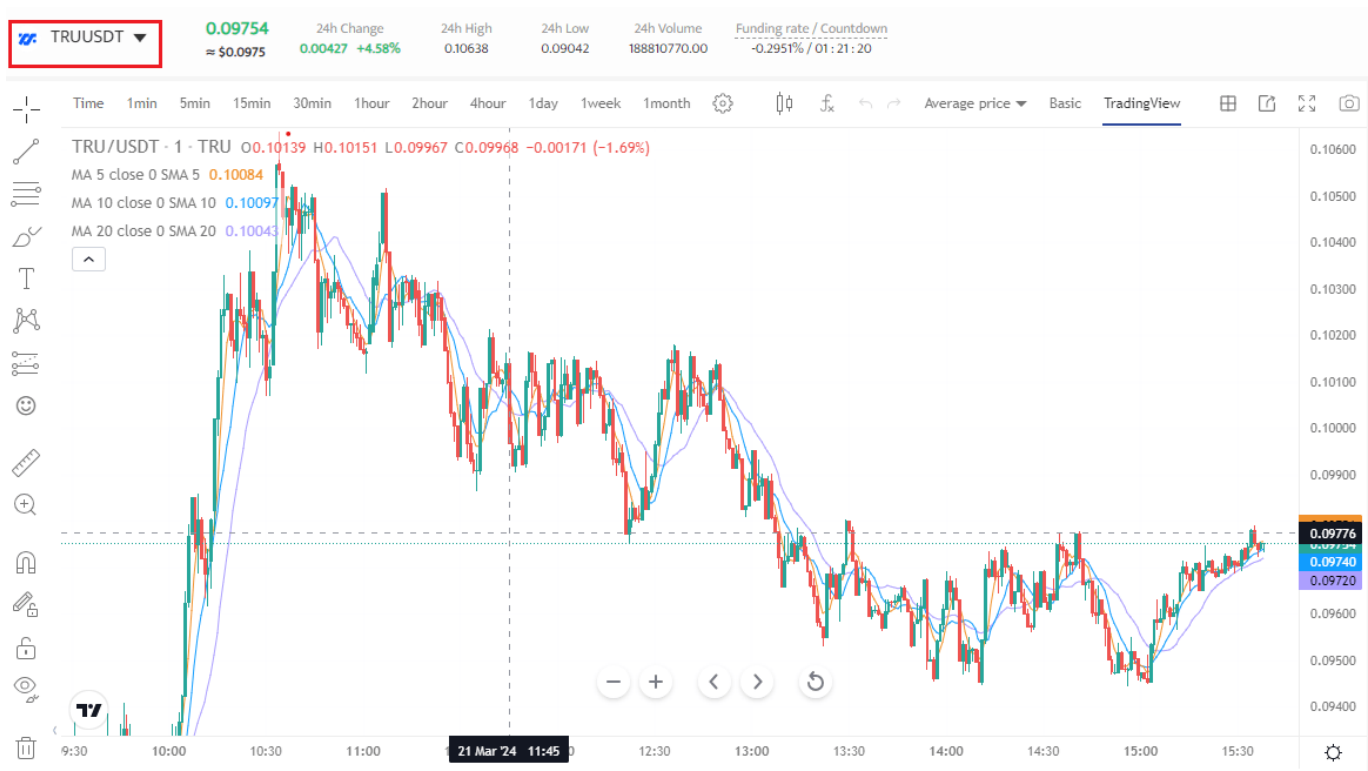 TRUUSDT
0.09754
≈ $0.0975
24h Change
0.00427 +4.58%
24h High
0.10638
24h Low
0.09042
24h Volume
188810770.00
Funding rate / Countdown
-0.2951% / 01 : 21 : 20
Time 1min 5min 15min 30min 1hour 2hour 4hour 1day 1week 1month Average price Basic TradingView
TRU/USDT · 1 · TRU O0.10139 H0.10151 L0.09967 C0.09968 −0.00171 (−1.69%)
MA 5 close 0 SMA 5 0.10084
MA 10 close 0 SMA 10 0.10097
MA 20 close 0 SMA 20 0.10043
0.10600
0.10500
0.10400
0.10300
0.10200
0.10100
0.10000
0.09900
0.09776
0.09754
0.09740
0.09720
0.09600
0.09500
0.09400
9:30 10:00 10:30 11:00 21 Mar '24 11:45 12:30 13:00 13:30 14:00 14:30 15:00 15:30